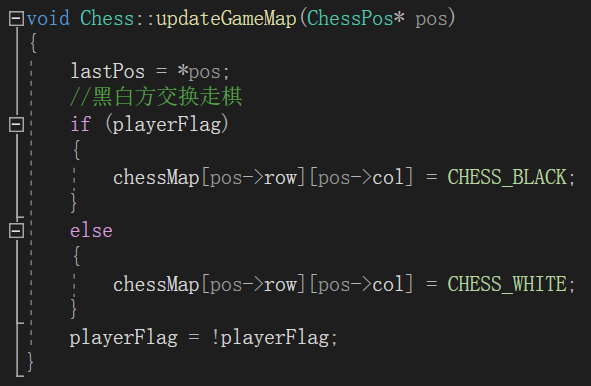 void Chess::updateGameMap(ChessPos* pos)
{
    lastPos = *pos;
    //黑白方交换走棋
    if (playerFlag)
    {
        chessMap[pos->row][pos->col] = CHESS_BLACK;
    }
    else
    {
        chessMap[pos->row][pos->col] = CHESS_WHITE;
    }
    playerFlag = !playerFlag;
}